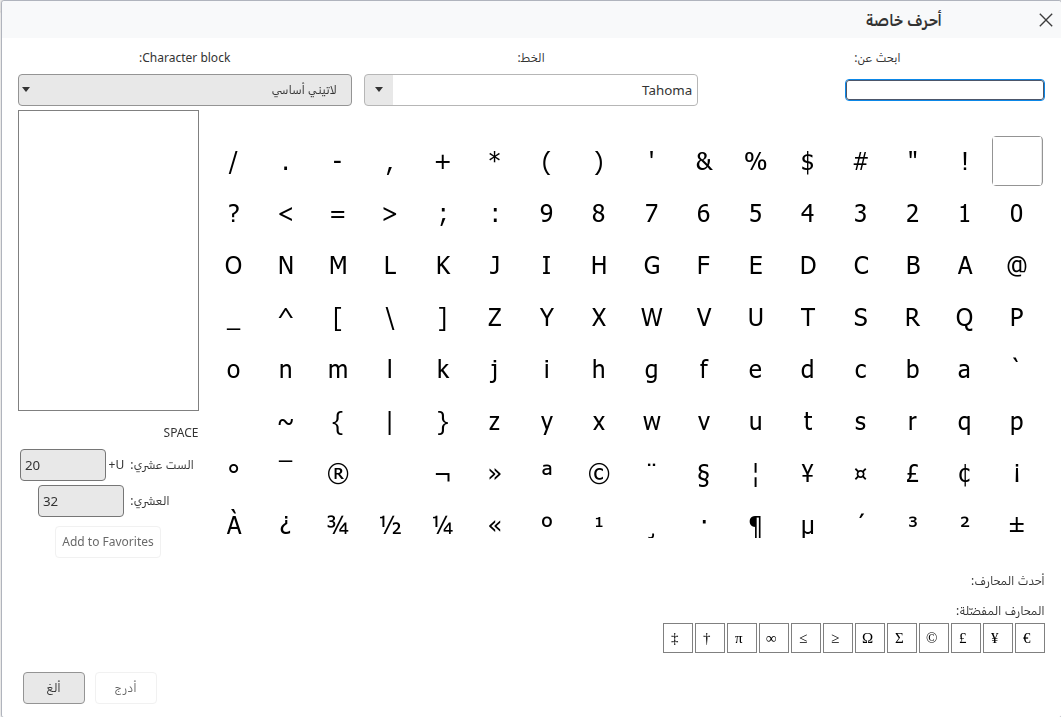 أحرف خاصة
ابحث عن:
الخط:
Character block:
Tahoma
لاتيني أساسي
! " # $ % & ' ( ) * + , - . /
0 1 2 3 4 5 6 7 8 9 : ; < = > ?
@ A B C D E F G H I J K L M N O
P Q R S T U V W X Y Z [ \ ] ^ _
` a b c d e f g h i j k l m n o
p q r s t u v w x y z { | } ~
¡ ¢ £ ¤ ¥ ¦ § ¨ © ª « ¬ ® ¯ °
± ² ³ ´ µ ¶ · ¸ ¹ º » ¼ ½ ¾ ¿ À
SPACE
الست عشري: U+ 20
العشري: 32
Add to Favorites
أحدث المحارف:
المحارف المفضّلة:
€ ¥ £ © Σ Ω ≥ ≤ ∞ π † ‡
أدرج
ألغ